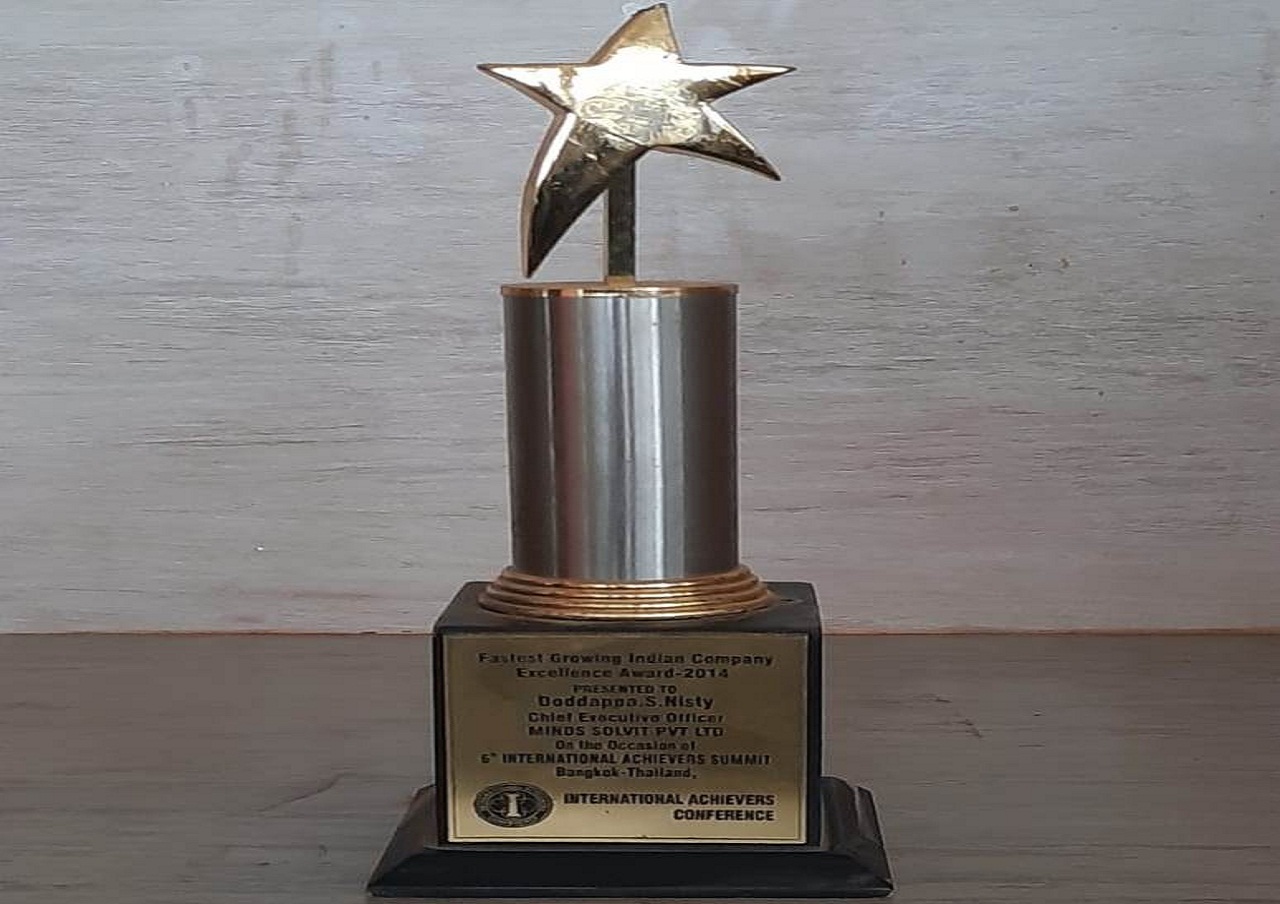 Fastest Growing Indian Company
Excellence Award-2014
PRESENTED TO
Doddappa.S.Nisty
Chief Executive Officer
MINDS SOLVIT PVT LTD
On the Occasion of
6th INTERNATIONAL ACHIEVERS SUMMIT
Bangkok-Thailand,
I
INTERNATIONAL ACHIEVERS
CONFERENCE